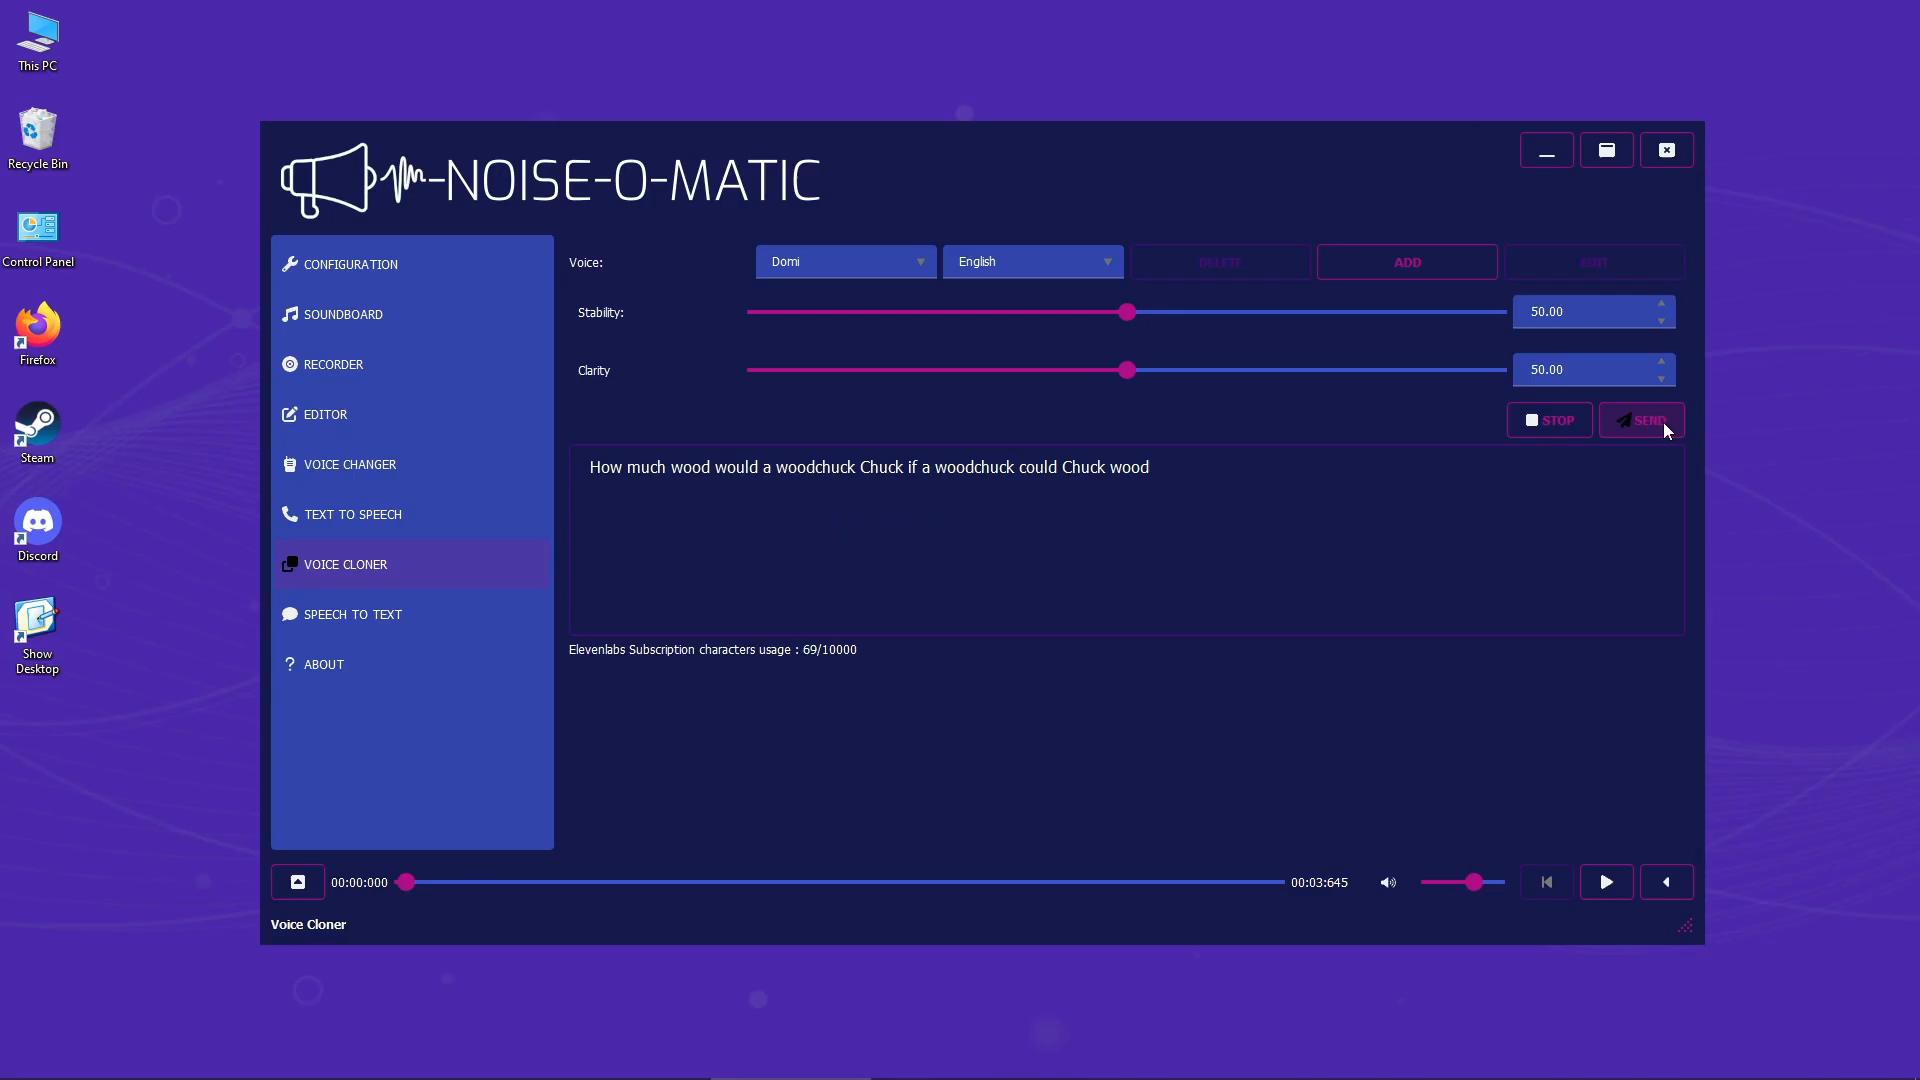 This PC
Recycle Bin
Control Panel
Firefox
Steam
Discord
Show
Desktop
-NOISE-O-MATIC
CONFIGURATION
SOUNDBOARD
RECORDER
EDITOR
VOICE CHANGER
TEXT TO SPEECH
VOICE CLONER
SPEECH TO TEXT
? ABOUT
Voice: Domi English DELETE ADD EDIT
Stability: 50.00
Clarity 50.00
STOP SEND
How much wood would a woodchuck Chuck if a woodchuck could Chuck wood
Elevenlabs Subscription characters usage : 69/10000
00:00:000 00:03:645
Voice Cloner